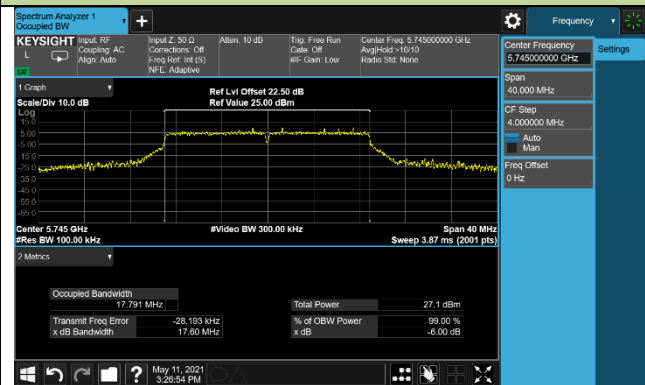 Spectrum Analyzer 1
Occupied BW
Frequency
KEYSIGHT
L
Input: RF
Coupling: AC
Align: Auto
Input Z: 50 Ω
Corrections: Off
Freq Ref: Int (S)
NFE: Adaptive
Atten: 10 dB
Trig: Free Run
Gate: Off
#IF Gain: Low
Center Freq: 5.745000000 GHz
Avg|Hold:>10/10
Radio Std: None
Center Frequency
5.745000000 GHz
Settings
Span
40.000 MHz
CF Step
4.000000 MHz
Auto
Man
Freq Offset
0 Hz
1 Graph
Scale/Div 10.0 dB
Ref Lvl Offset 22.50 dB
Ref Value 25.00 dBm
Log
15.0
5.00
-5.00
-15.0
-25.0
-35.0
-45.0
-55.0
-65.0
Center 5.745 GHz
#Res BW 100.00 kHz
#Video BW 300.00 kHz
Span 40 MHz
Sweep 3.87 ms (2001 pts)
2 Metrics
Occupied Bandwidth
17.791 MHz
Total Power 27.1 dBm
Transmit Freq Error -28.193 kHz
% of OBW Power 99.00 %
x dB Bandwidth 17.60 MHz
x dB -6.00 dB
May 11, 2021
3:26:54 PM